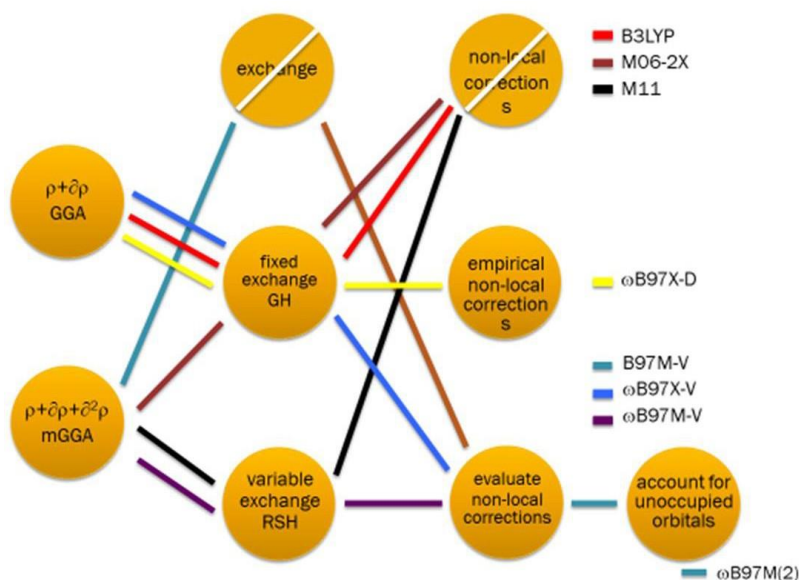 exchange
non-local
correction
s
B3LYP
M06-2X
M11
ρ+∂ρ
GGA
fixed
exchange
GH
empirical
non-local
correction
s
ωB97X-D
B97M-V
ωB97X-V
ωB97M-V
ρ+∂ρ+∂²ρ
mGGA
variable
exchange
RSH
evaluate
non-local
corrections
account for
unoccupied
orbitals
ωB97M(2)